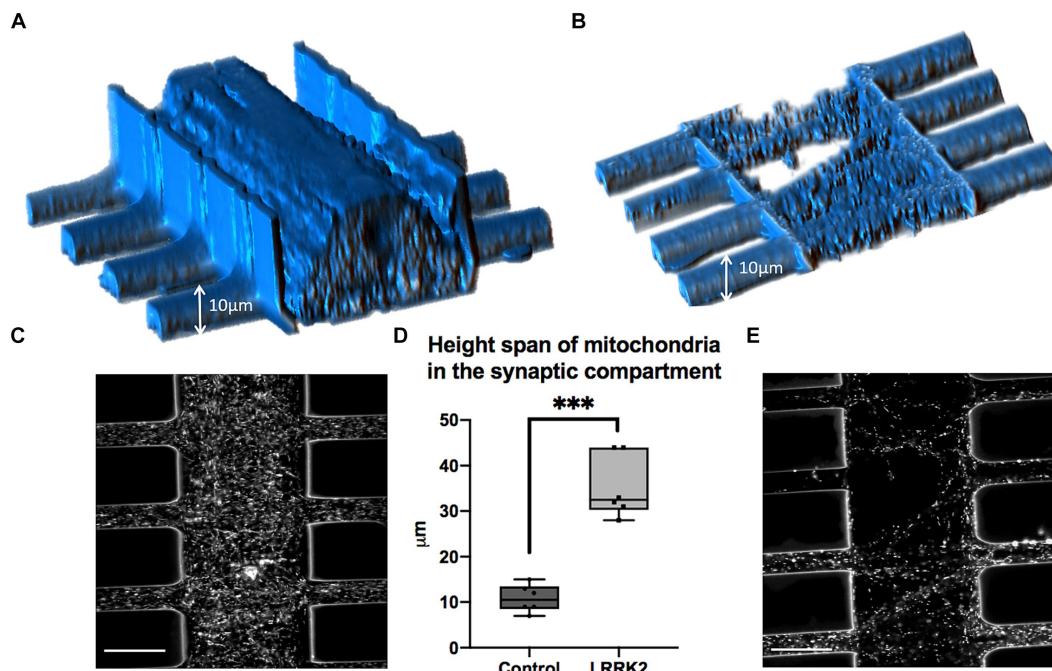 A
B
10µm
10µm
C
D
Height span of mitochondria
in the synaptic compartment
E
***
50
40
30
20
10
0
µm
Control
LRRK2